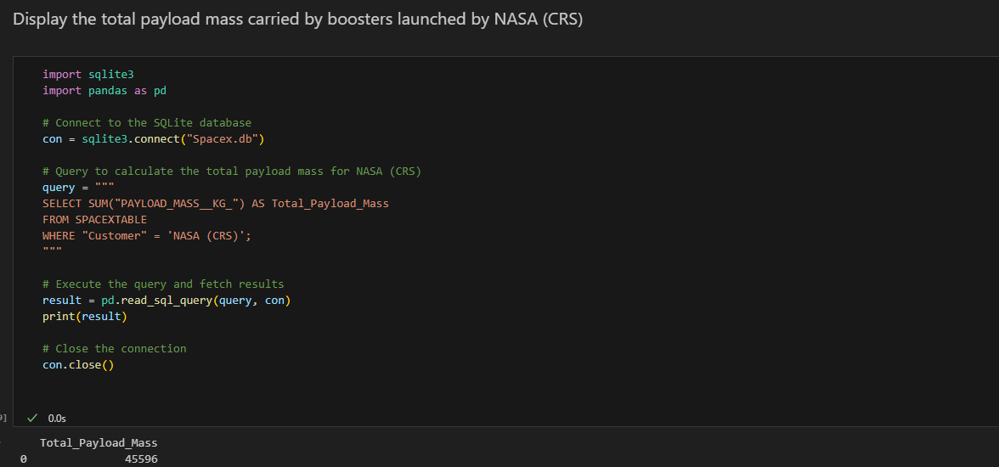 Display the total payload mass carried by boosters launched by NASA (CRS)
import sqlite3
import pandas as pd
# Connect to the SQLite database
con = sqlite3.connect("Spacex.db")
# Query to calculate the total payload mass for NASA (CRS)
query = """
SELECT SUM("PAYLOAD_MASS__KG_") AS Total_Payload_Mass
FROM SPACEXTABLE
WHERE "Customer" = 'NASA (CRS)';
"""
# Execute the query and fetch results
result = pd.read_sql_query(query, con)
print(result)
# Close the connection
con.close()
0.0s
Total_Payload_Mass
0 45596